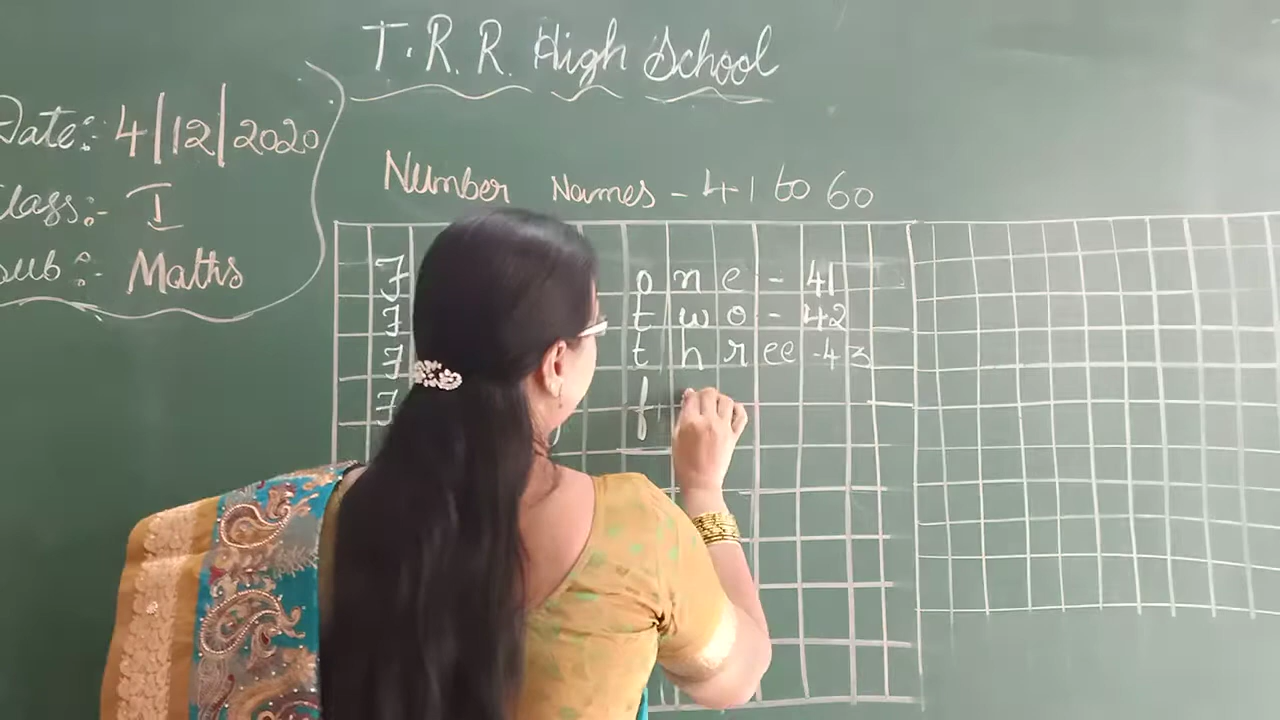 T.R.R. High School
Date:- 4/12/2020
Class:- I
Sub:- Maths
Number Names - 41 to 60
F one - 41
F two - 42
F three - 43
F f